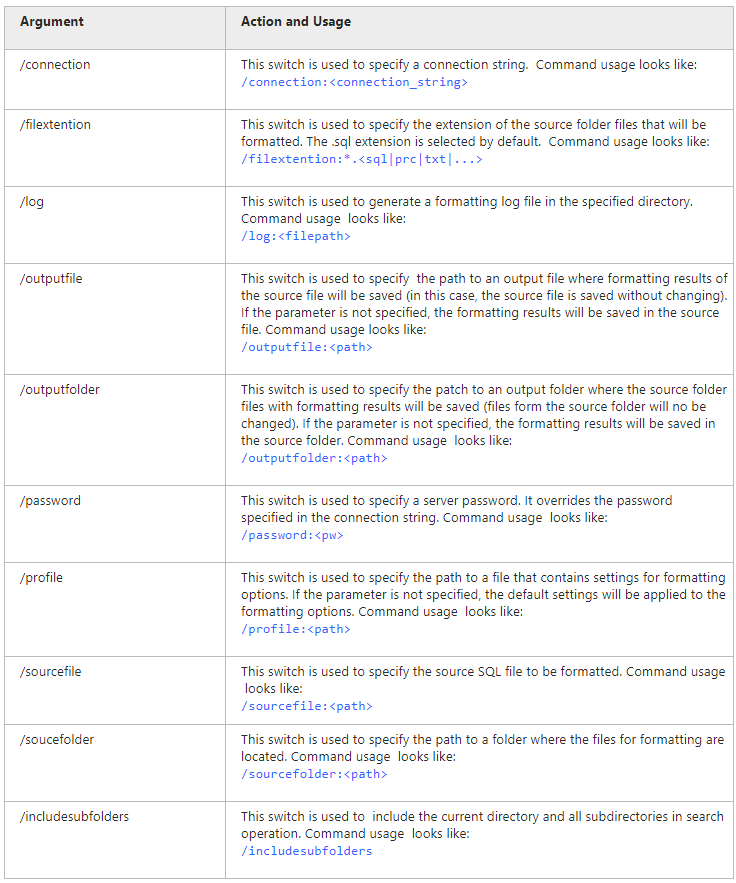 Argument
Action and Usage
/connection
This switch is used to specify a connection string.  Command usage looks like:
/connection:<connection_string>
/filextention
This switch is used to specify the extension of the source folder files that will be
formatted. The .sql extension is selected by default.  Command usage looks like:
/filextention:*.<sql|prc|txt|...>
/log
This switch is used to generate a formatting log file in the specified directory.
Command usage  looks like:
/log:<filepath>
/outputfile
This switch is used to specify  the path to an output file where formatting results of
the source file will be saved (in this case, the source file is saved without changing).
If the parameter is not specified, the formatting results will be saved in the source
file. Command usage looks like:
/outputfile:<path>
/outputfolder
This switch is used to specify the patch to an output folder where the source folder
files with formatting results will be saved (files form the source folder will no be
changed). If the parameter is not specified, the formatting results will be saved in
the source folder. Command usage  looks like:
/outputfolder:<path>
/password
This switch is used to specify a server password. It overrides the password
specified in the connection string. Command usage  looks like:
/password:<pw>
/profile
This switch is used to specify the path to a file that contains settings for formatting
options. If the parameter is not specified, the default settings will be applied to the
formatting options. Command usage  looks like:
/profile:<path>
/sourcefile
This switch is used to specify the source SQL file to be formatted. Command usage
looks like:
/sourcefile:<path>
/soucefolder
This switch is used to specify the path to a folder where the files for formatting are
located. Command usage  looks like:
/sourcefolder:<path>
/includesubfolders
This switch is used to  include the current directory and all subdirectories in search
operation. Command usage  looks like:
/includesubfolders